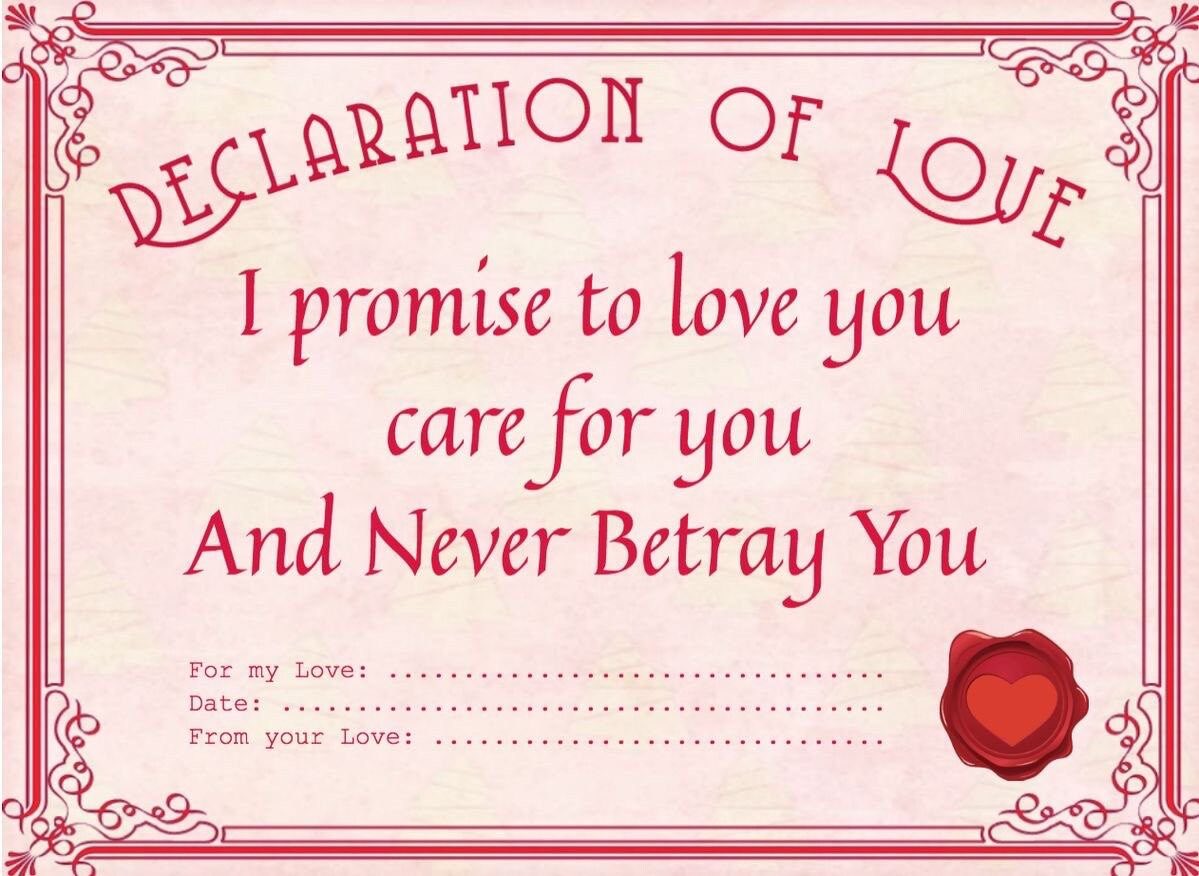 DECLARATION OF LOVE
I promise to love you
care for you
And Never Betray You
For my Love: .................................
Date: ........................................
From your Love: ..............................